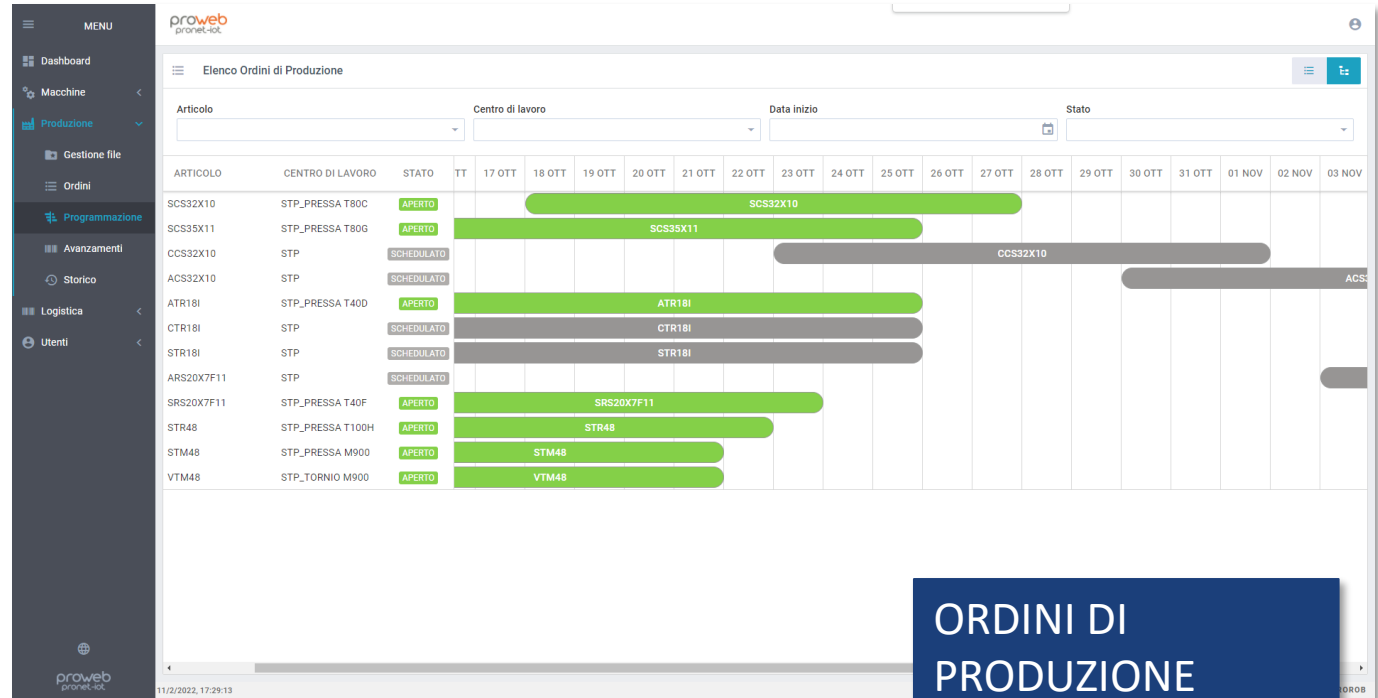 MENU
proweb
pronet-iot
Dashboard
Macchine
Produzione
Gestione file
Ordini
Programmazione
Avanzamenti
Storico
Logistica
Utenti
proweb
pronet-iot
Elenco Ordini di Produzione
Articolo Centro di lavoro Data inizio Stato
ARTICOLO CENTRO DI LAVORO STATO TT 17 OTT 18 OTT 19 OTT 20 OTT 21 OTT 22 OTT 23 OTT 24 OTT 25 OTT 26 OTT 27 OTT 28 OTT 29 OTT 30 OTT 31 OTT 01 NOV 02 NOV 03 NOV
SCS32X10 STP_PRESSA T80C APERTO SCS32X10
SCS35X11 STP_PRESSA T80G APERTO SCS35X11
CCS32X10 STP SCHEDULATO CCS32X10
ACS32X10 STP SCHEDULATO ACS3
ATR18I STP_PRESSA T40D APERTO ATR18I
CTR18I STP SCHEDULATO CTR18I
STR18I STP SCHEDULATO STR18I
ARS20X7F11 STP SCHEDULATO
SRS20X7F11 STP_PRESSA T40F APERTO SRS20X7F11
STR48 STP_PRESSA T100H APERTO STR48
STM48 STP_PRESSA M900 APERTO STM48
VTM48 STP_TORNIO M900 APERTO VTM48
ORDINI DI
PRODUZIONE
11/2/2022, 17:29:13